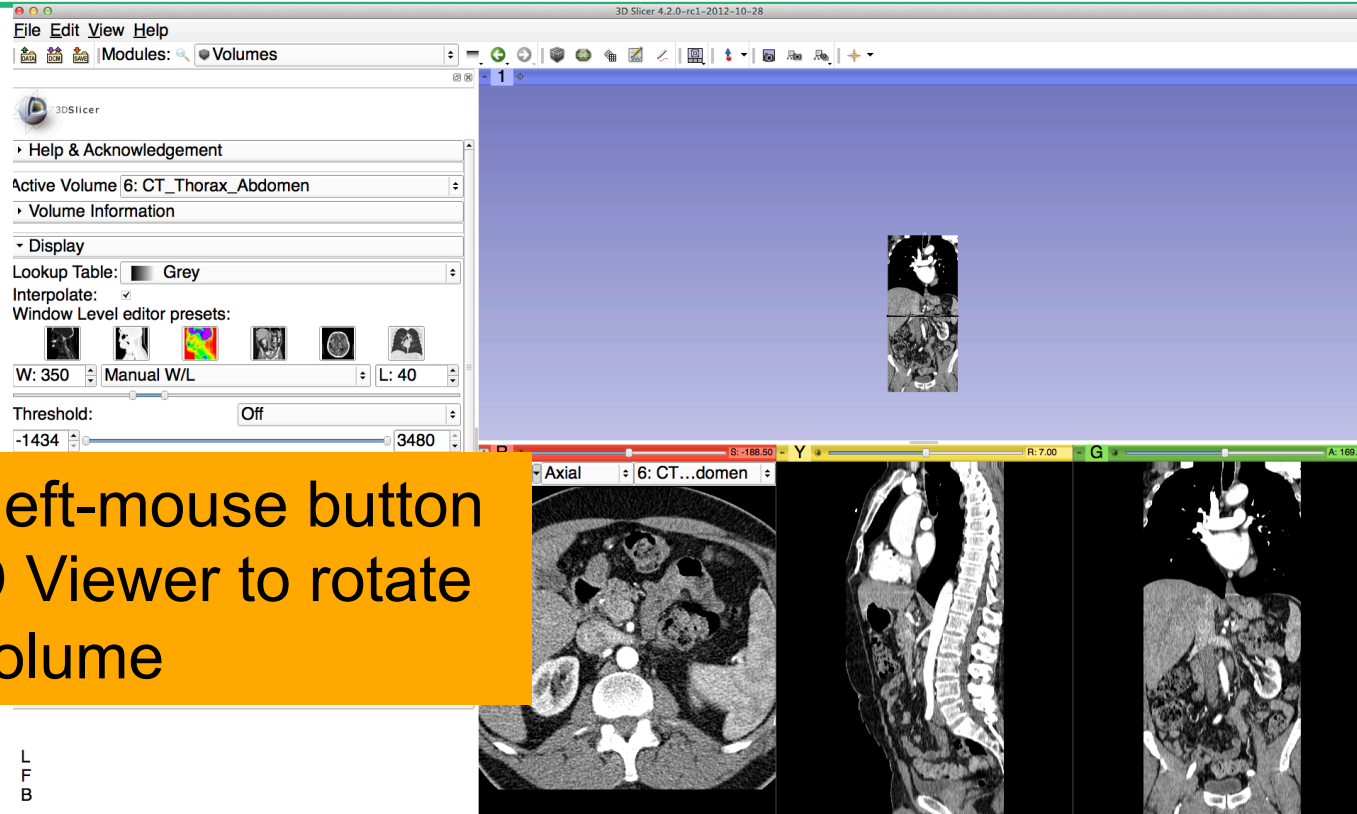 3D Slicer 4.2.0-rc1-2012-10-28
File Edit View Help
DATA DCM SAVE Modules: Volumes
1
3DSlicer
Help & Acknowledgement
Active Volume 6: CT_Thorax_Abdomen
Volume Information
Display
Lookup Table: Grey
Interpolate:
Window Level editor presets:
W: 350 Manual W/L L: 40
Threshold: Off
-1434 3480
R S: -188.50 Y R: 7.00 G A: 169.
Axial 6: CT...domen
eft-mouse button
Viewer to rotate
olume
L
F
B